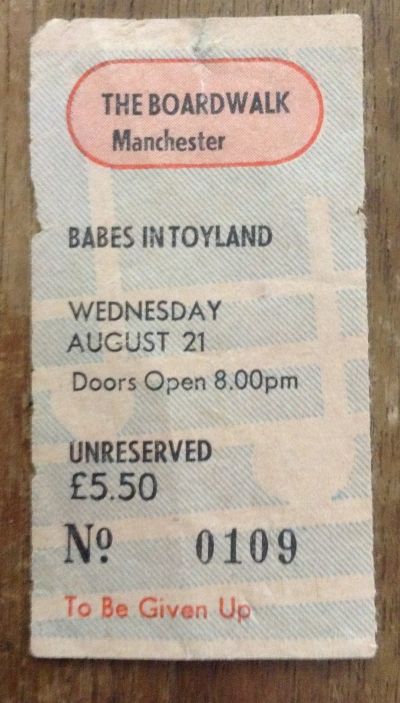 THE BOARDWALK
Manchester
BABES IN TOYLAND
WEDNESDAY
AUGUST 21
Doors Open 8.00pm
UNRESERVED
£5.50
Nº 0109
To Be Given Up